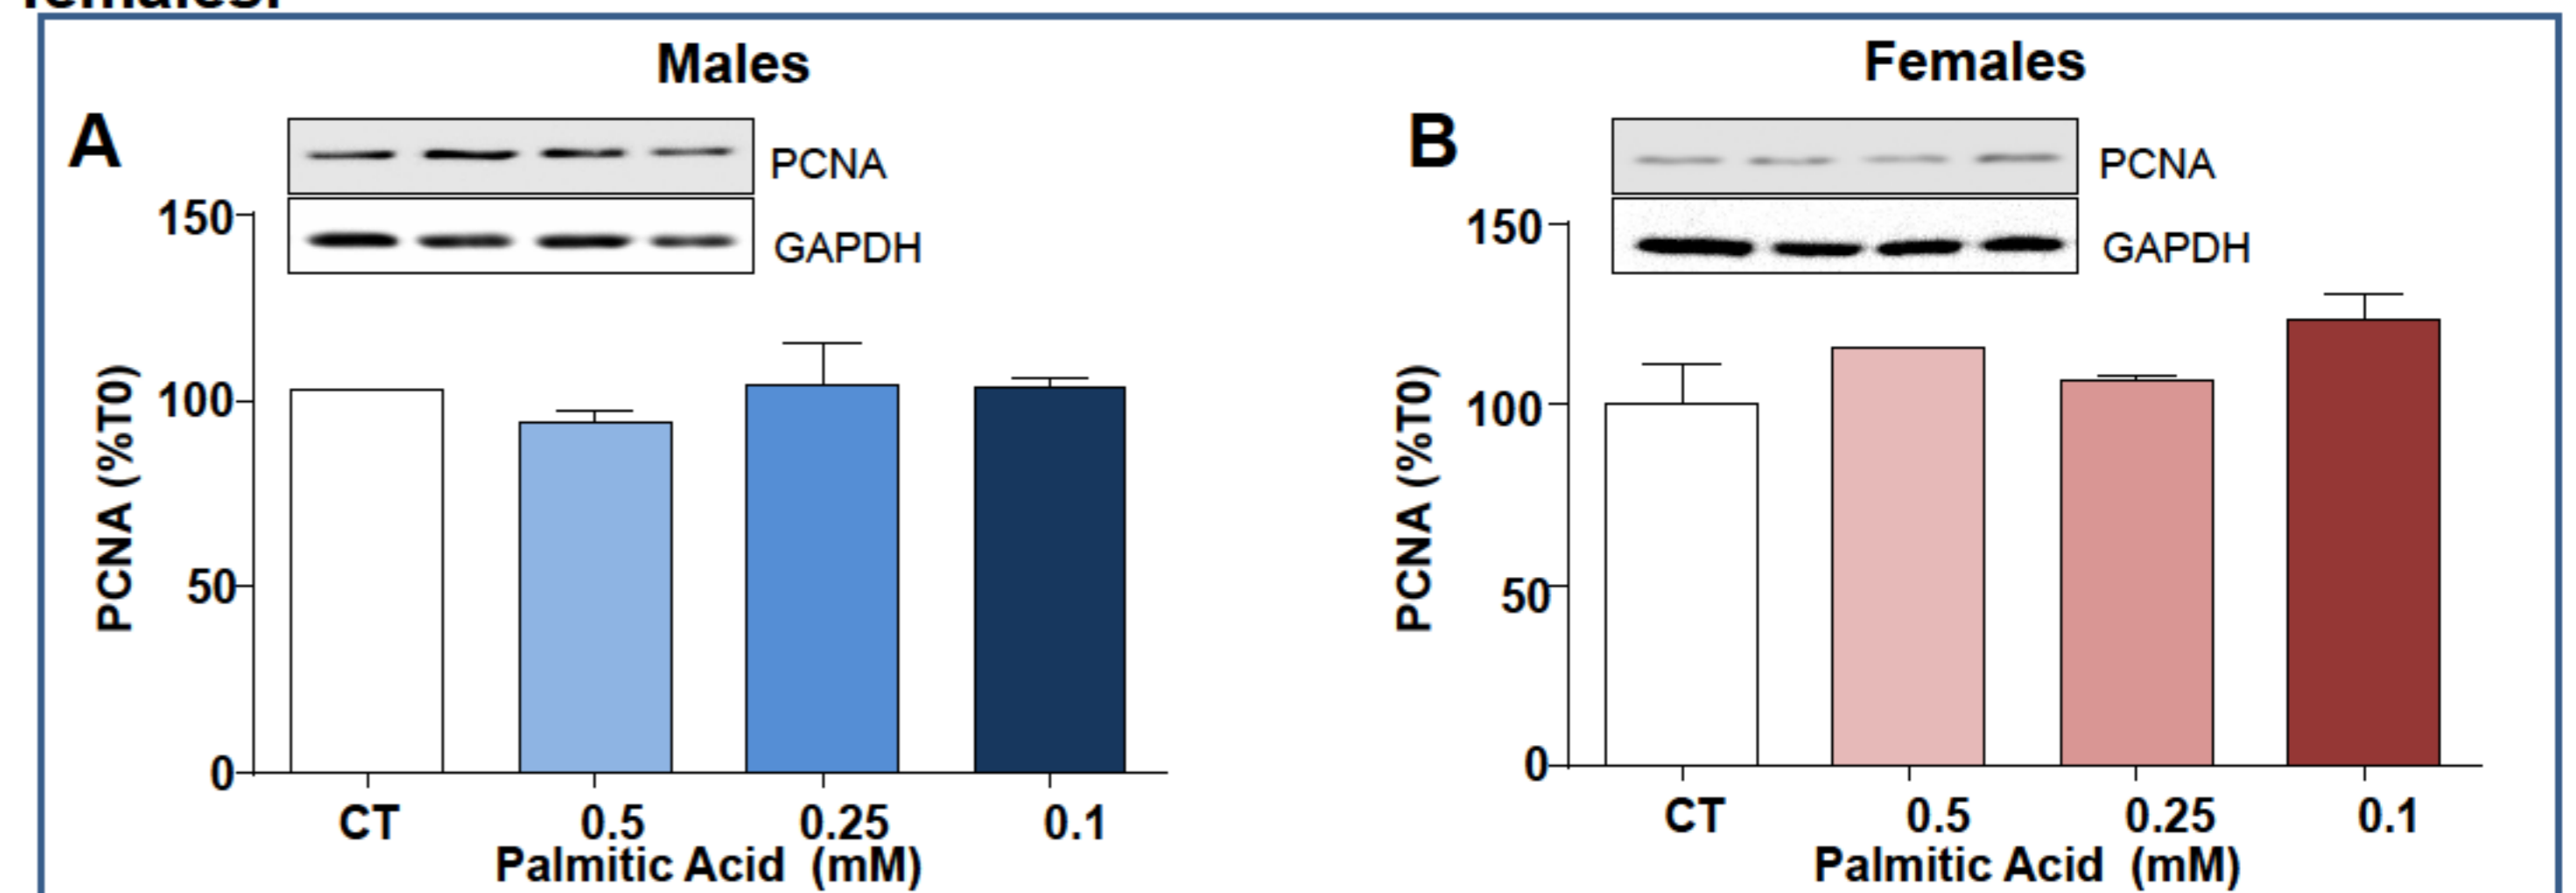 females.
Males
A
PCNA
GAPDH
150
100
50
0
PCNA (%T0)
CT 0.5 0.25 0.1
Palmitic Acid (mM)
Females
B
PCNA
GAPDH
150
100
50
0
PCNA (%T0)
CT 0.5 0.25 0.1
Palmitic Acid (mM)